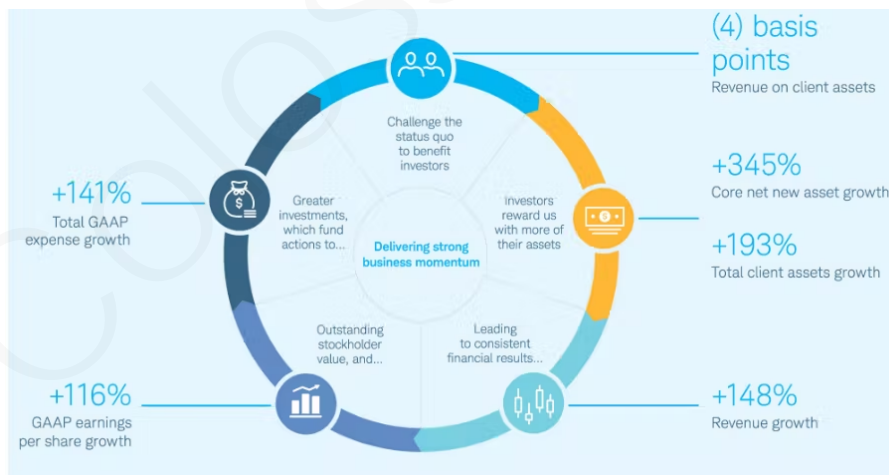 (4) basis
points
Revenue on client assets
Challenge the
status quo
to benefit
investors
+345%
Core net new asset growth
+141%
Total GAAP
expense growth
Greater
investments,
which fund
actions to...
Investors
reward us
with more of
their assets
Delivering strong
business momentum
+193%
Total client assets growth
Outstanding
stockholder
value, and...
Leading
to consistent
financial results...
+116%
GAAP earnings
per share growth
+148%
Revenue growth